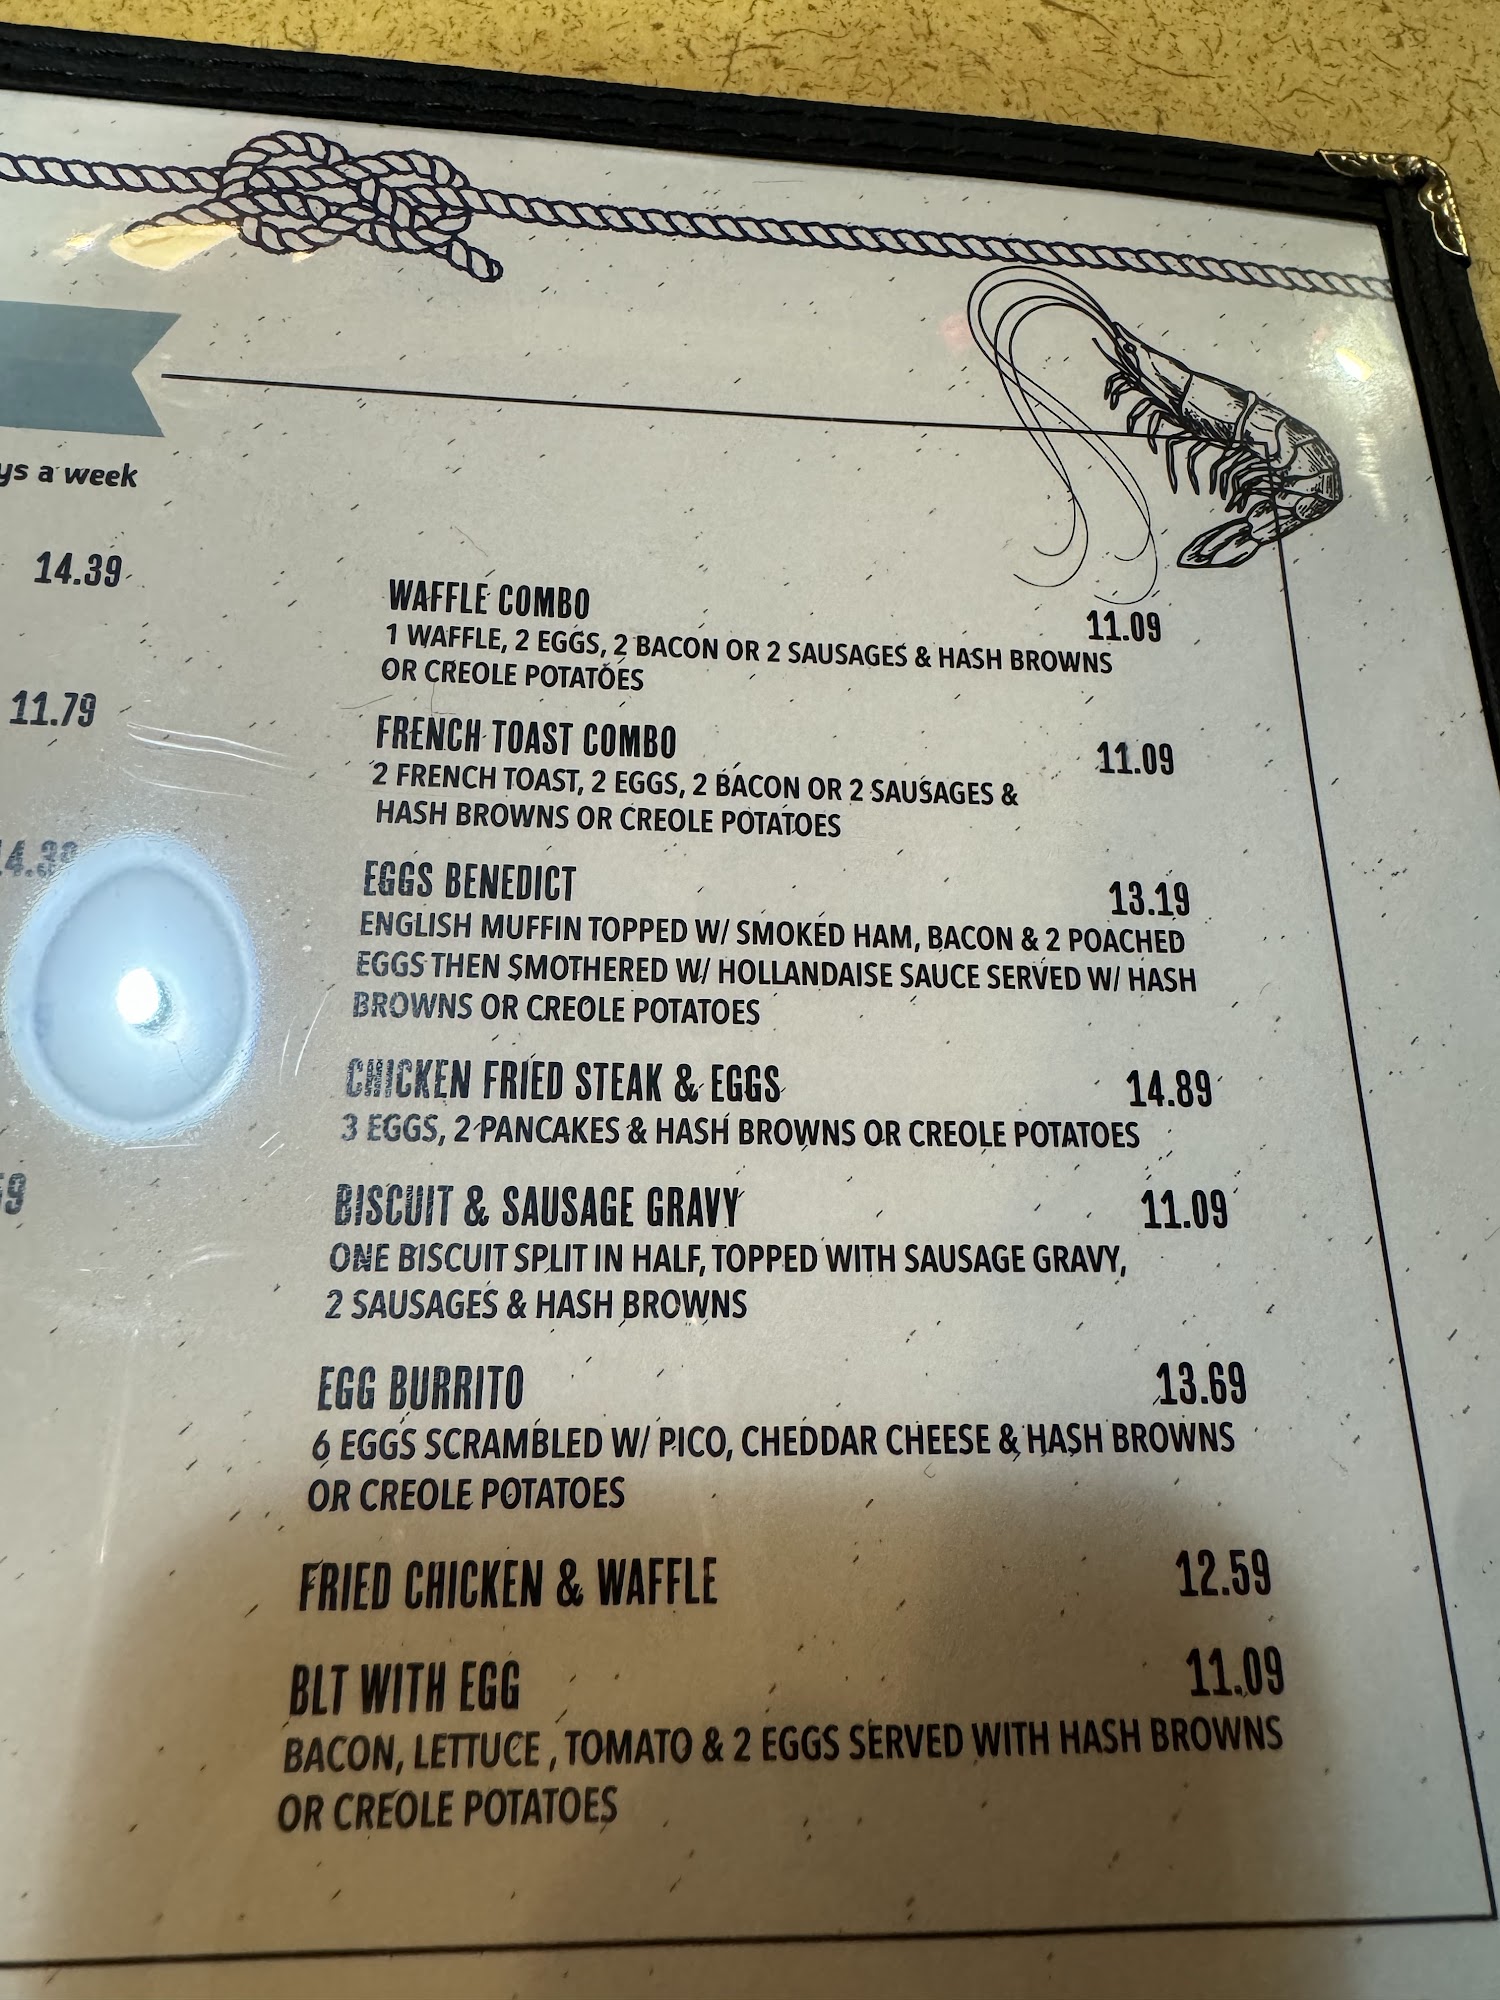 ys a week
14.39
11.79
WAFFLE COMBO 11.09
1 WAFFLE, 2 EGGS, 2 BACON OR 2 SAUSAGES & HASH BROWNS
OR CREOLE POTATOES
FRENCH TOAST COMBO 11.09
2 FRENCH TOAST, 2 EGGS, 2 BACON OR 2 SAUSAGES &
HASH BROWNS OR CREOLE POTATOES
EGGS BENEDICT 13.19
ENGLISH MUFFIN TOPPED W/ SMOKED HAM, BACON & 2 POACHED
EGGS THEN SMOTHERED W/ HOLLANDAISE SAUCE SERVED W/ HASH
BROWNS OR CREOLE POTATOES
CHICKEN FRIED STEAK & EGGS 14.89
3 EGGS, 2 PANCAKES & HASH BROWNS OR CREOLE POTATOES
BISCUIT & SAUSAGE GRAVY 11.09
ONE BISCUIT SPLIT IN HALF, TOPPED WITH SAUSAGE GRAVY,
2 SAUSAGES & HASH BROWNS
EGG BURRITO 13.69
6 EGGS SCRAMBLED W/ PICO, CHEDDAR CHEESE & HASH BROWNS
OR CREOLE POTATOES
FRIED CHICKEN & WAFFLE 12.59
BLT WITH EGG 11.09
BACON, LETTUCE , TOMATO & 2 EGGS SERVED WITH HASH BROWNS
OR CREOLE POTATOES